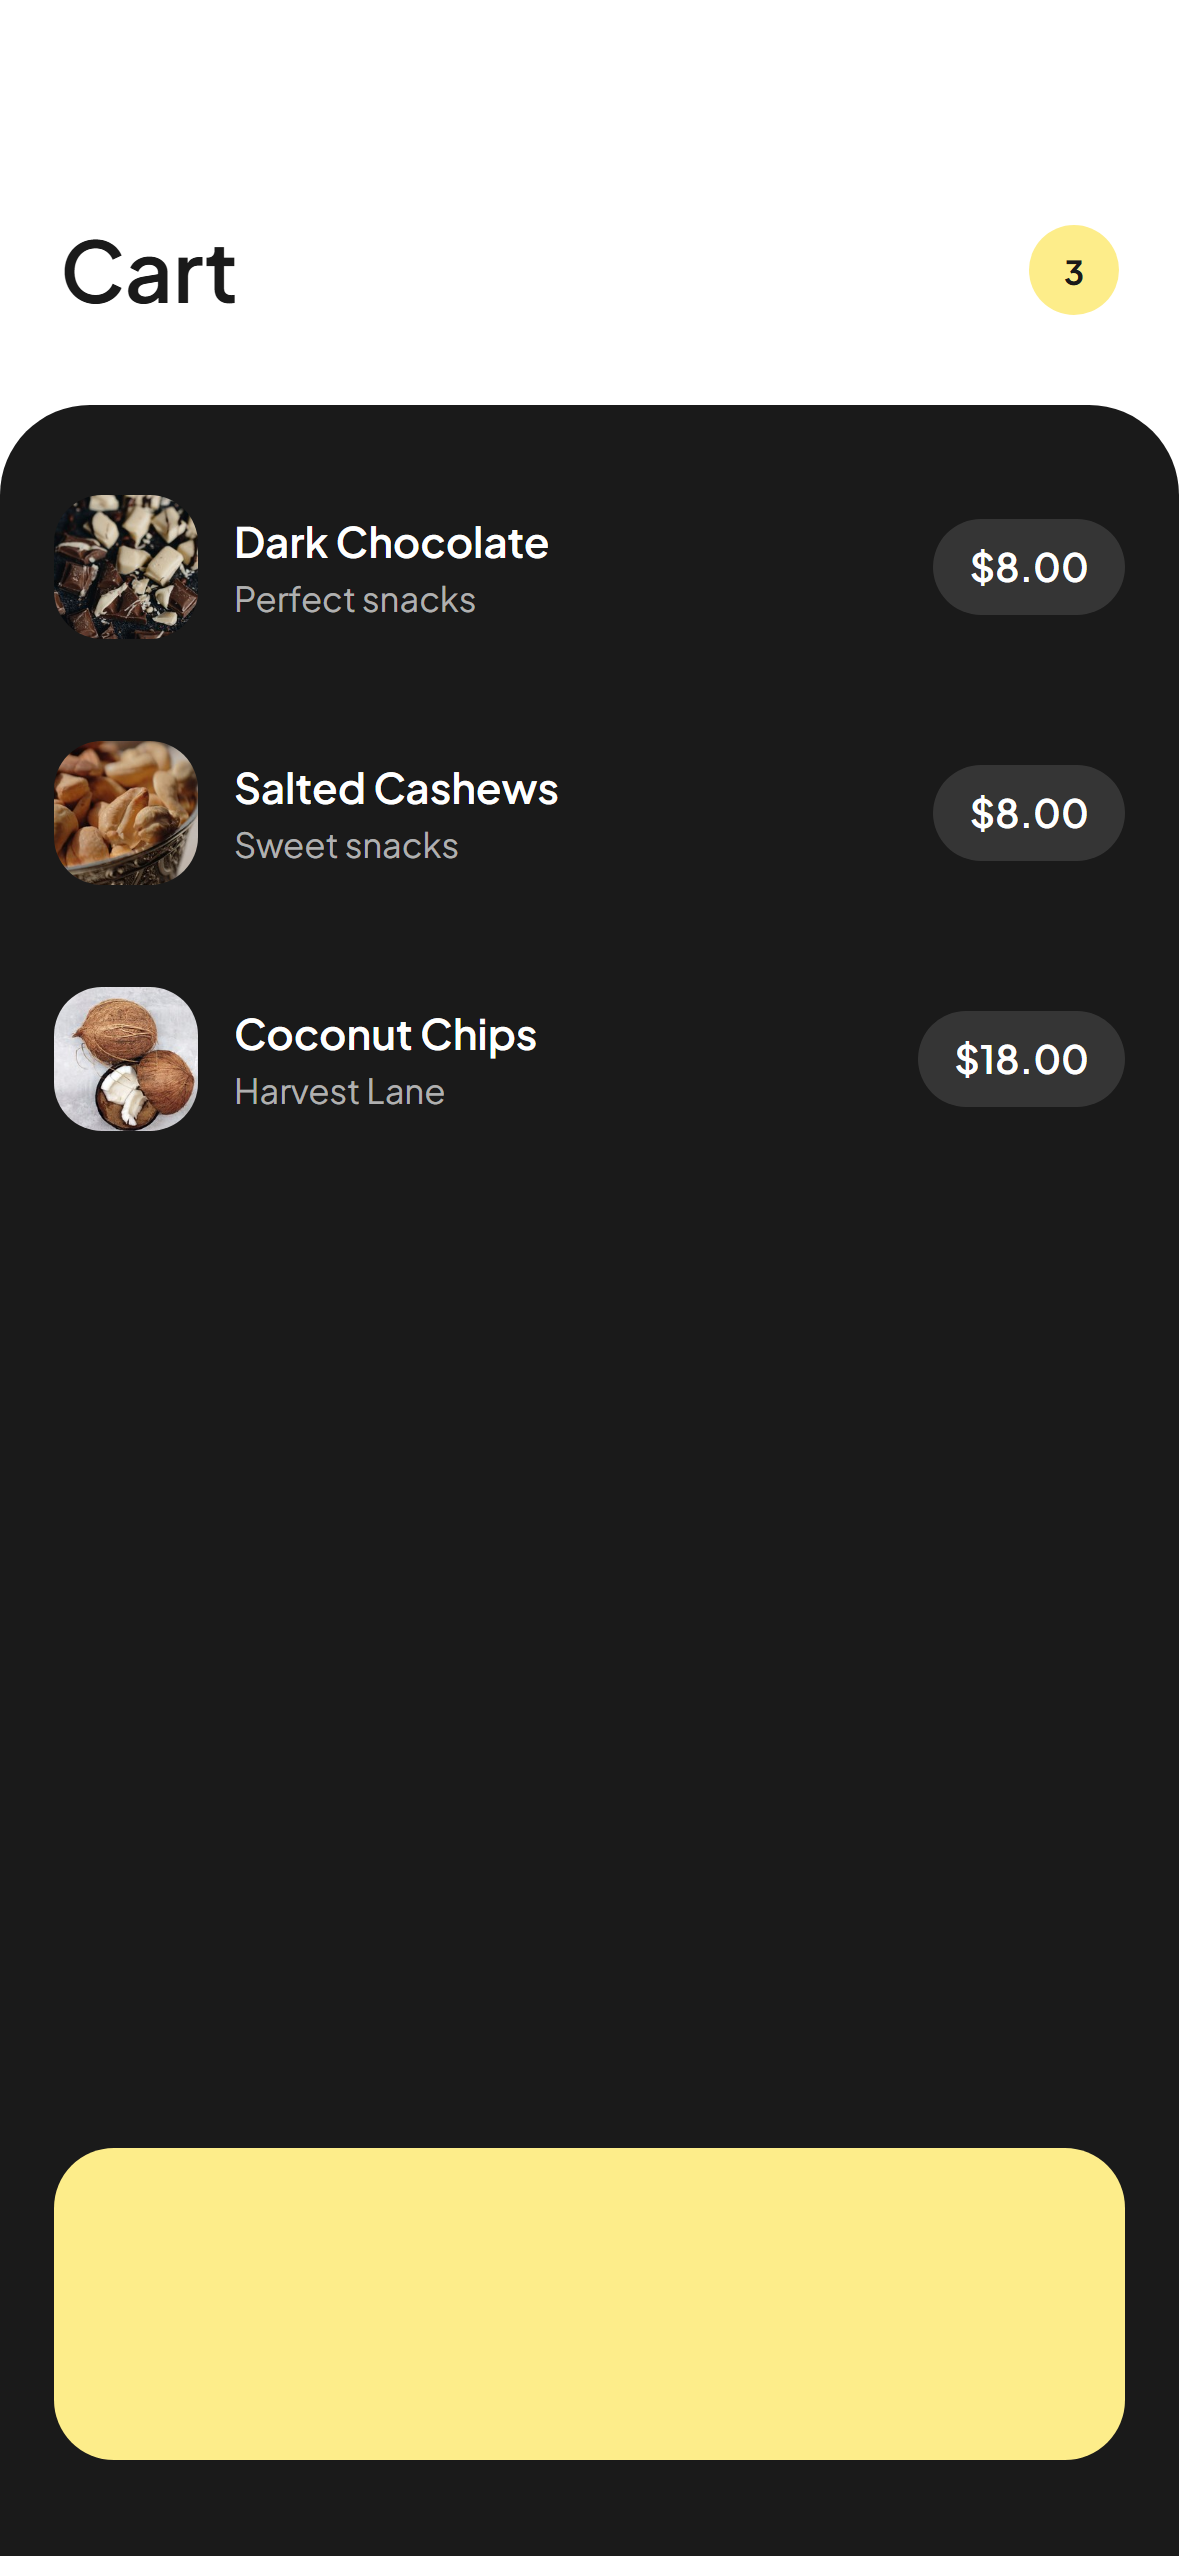 Cart
3
Dark Chocolate
Perfect snacks
$8.00
Salted Cashews
Sweet snacks
$8.00
Coconut Chips
Harvest Lane
$18.00